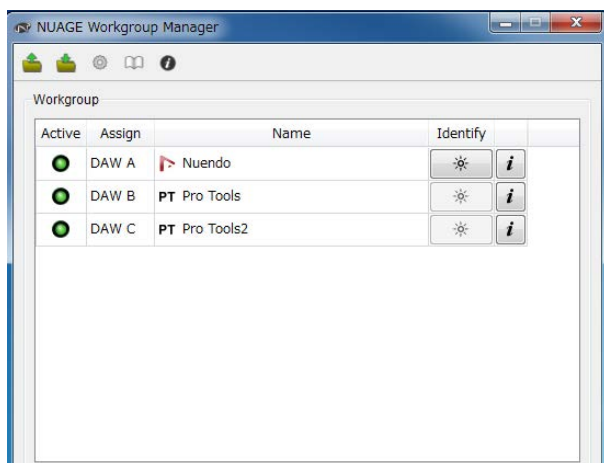 NUAGE Workgroup Manager
Workgroup
Active Assign Name Identify
DAW A Nuendo i
DAW B PT Pro Tools i
DAW C PT Pro Tools2 i